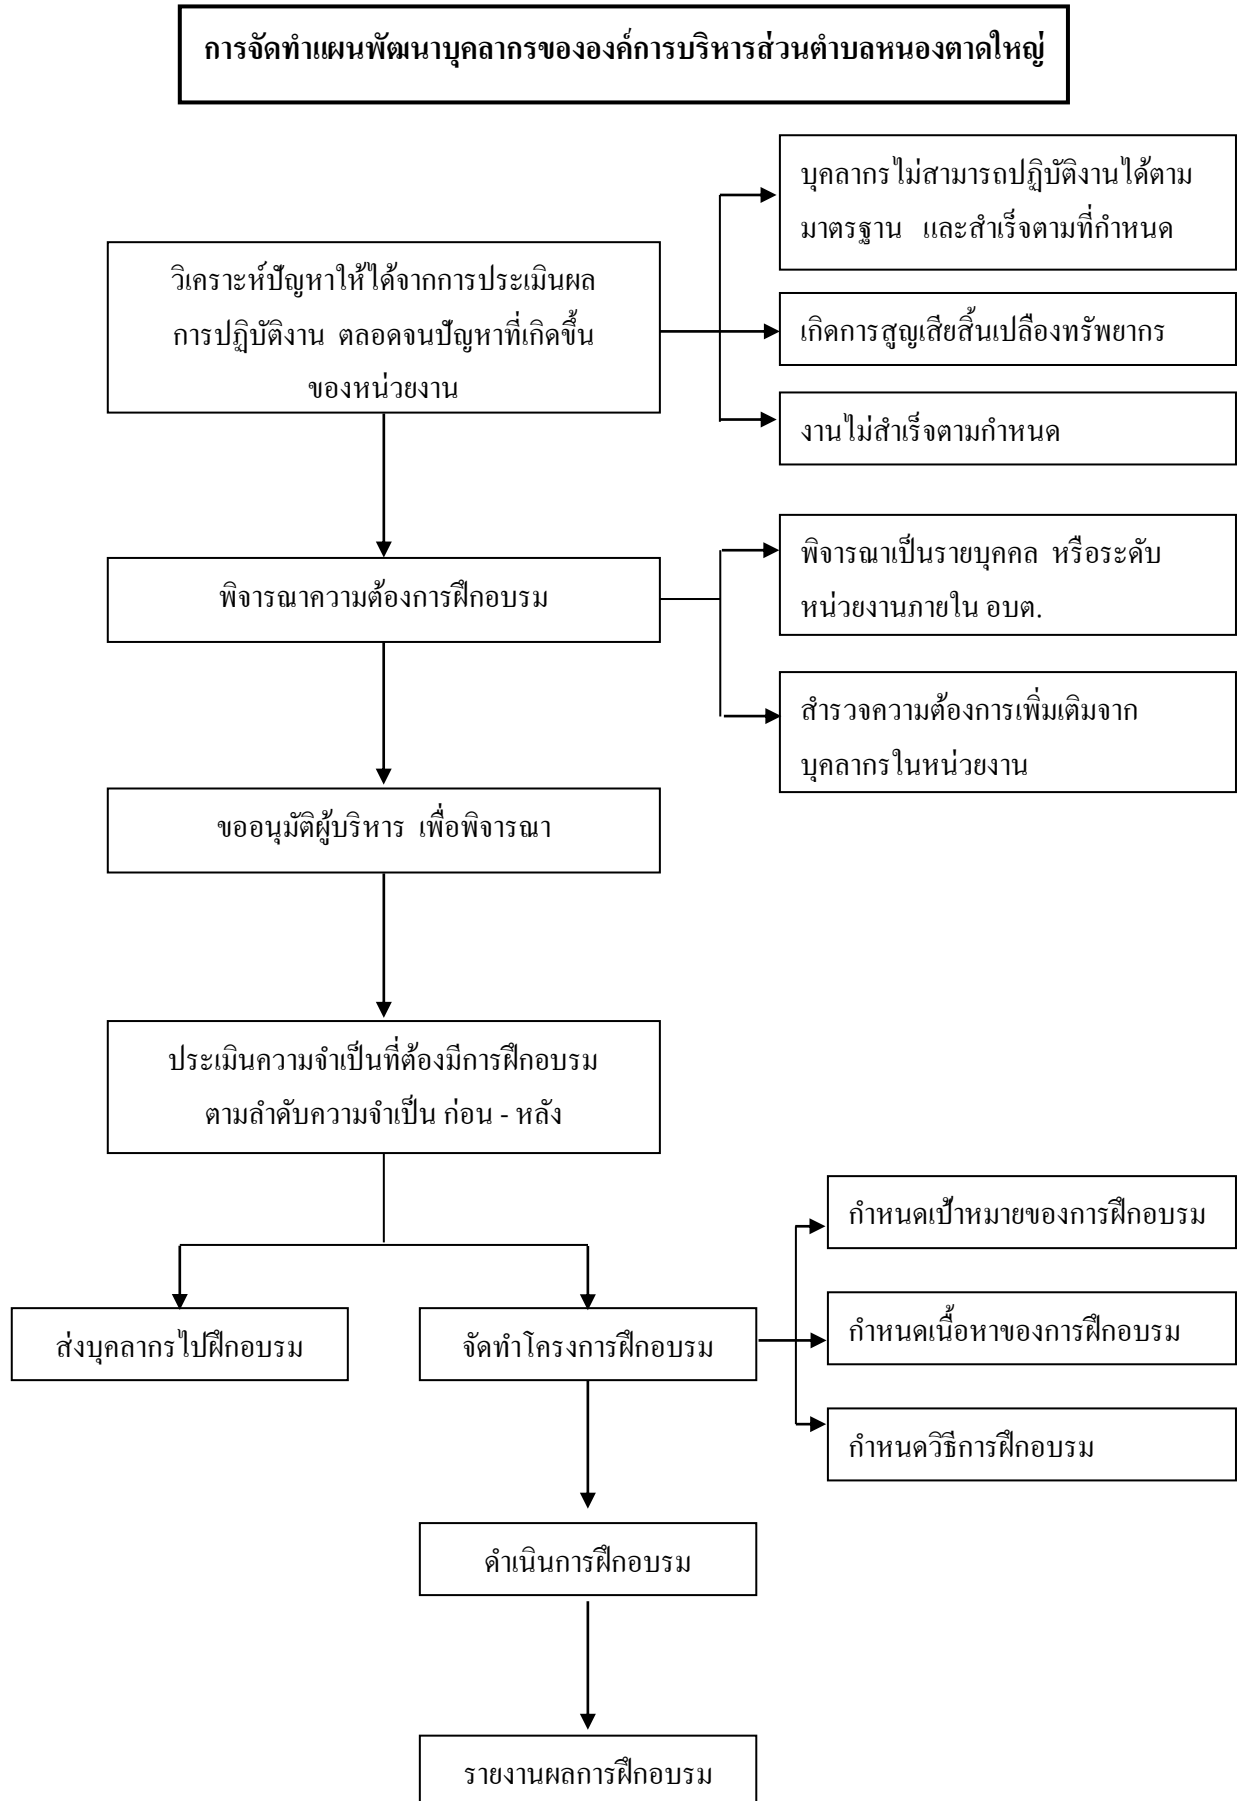 การจัดทำแผนพัฒนาบุคลากรขององค์การบริหารส่วนตำบลหนองตาดใหญ่
วิเคราะห์ปัญหาให้ได้จากการประเมินผล
การปฏิบัติงาน ตลอดจนปัญหาที่เกิดขึ้น
ของหน่วยงาน
บุคลากรไม่สามารถปฏิบัติงานได้ตาม
มาตรฐาน และสำเร็จตามที่กำหนด
เกิดการสูญเสียสิ้นเปลืองทรัพยากร
งานไม่สำเร็จตามกำหนด
พิจารณาความต้องการฝึกอบรม
พิจารณาเป็นรายบุคคล หรือระดับ
หน่วยงานภายใน อบต.
สำรวจความต้องการเพิ่มเติมจาก
บุคลากรในหน่วยงาน
ขออนุมัติผู้บริหาร เพื่อพิจารณา
ประเมินความจำเป็นที่ต้องมีการฝึกอบรม
ตามลำดับความจำเป็น ก่อน - หลัง
ส่งบุคลากรไปฝึกอบรม
จัดทำโครงการฝึกอบรม
กำหนดเป้าหมายของการฝึกอบรม
กำหนดเนื้อหาของการฝึกอบรม
กำหนดวิธีการฝึกอบรม
ดำเนินการฝึกอบรม
รายงานผลการฝึกอบรม